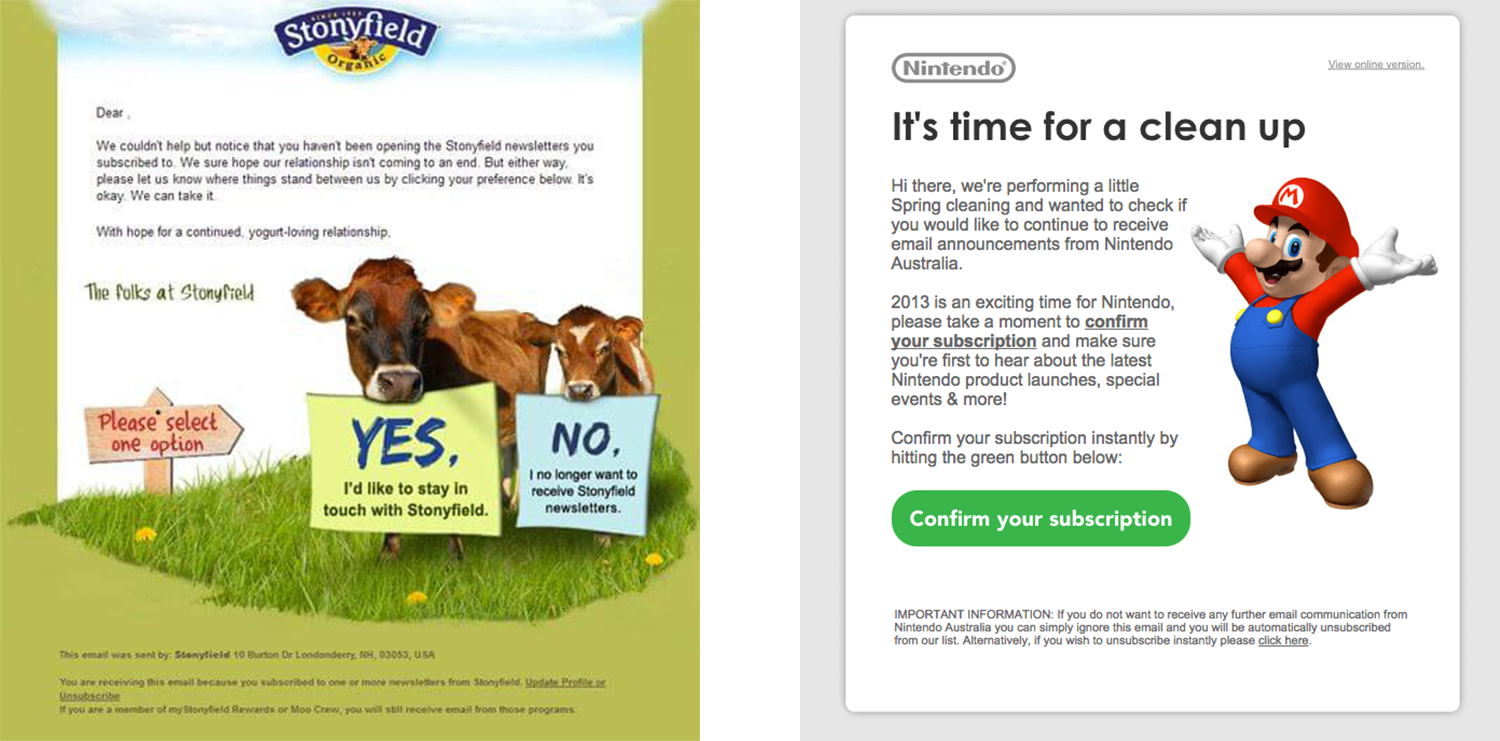 SINCE 1983
Stonyfield
Organic
Dear ,
We couldn't help but notice that you haven't been opening the Stonyfield newsletters you
subscribed to. We sure hope our relationship isn't coming to an end. But either way,
please let us know where things stand between us by clicking your preference below. It's
okay. We can take it.
With hope for a continued, yogurt-loving relationship,
The folks at Stonyfield
Please select
one option
YES,
I'd like to stay in
touch with Stonyfield.
NO,
I no longer want to
receive Stonyfield
newsletters.
This email was sent by: Stonyfield 10 Burton Dr Londonderry, NH, 03053, USA
You are receiving this email because you subscribed to one or more newsletters from Stonyfield. Update Profile or
Unsubscribe
If you are a member of myStonyfield Rewards or Moo Crew, you will still receive email from those programs.
Nintendo®
View online version.
It's time for a clean up
Hi there, we're performing a little
Spring cleaning and wanted to check if
you would like to continue to receive
email announcements from Nintendo
Australia.
2013 is an exciting time for Nintendo,
please take a moment to confirm
your subscription and make sure
you're first to hear about the latest
Nintendo product launches, special
events & more!
Confirm your subscription instantly by
hitting the green button below:
Confirm your subscription
M
IMPORTANT INFORMATION: If you do not want to receive any further email communication from
Nintendo Australia you can simply ignore this email and you will be automatically unsubscribed
from our list. Alternatively, if you wish to unsubscribe instantly please click here.